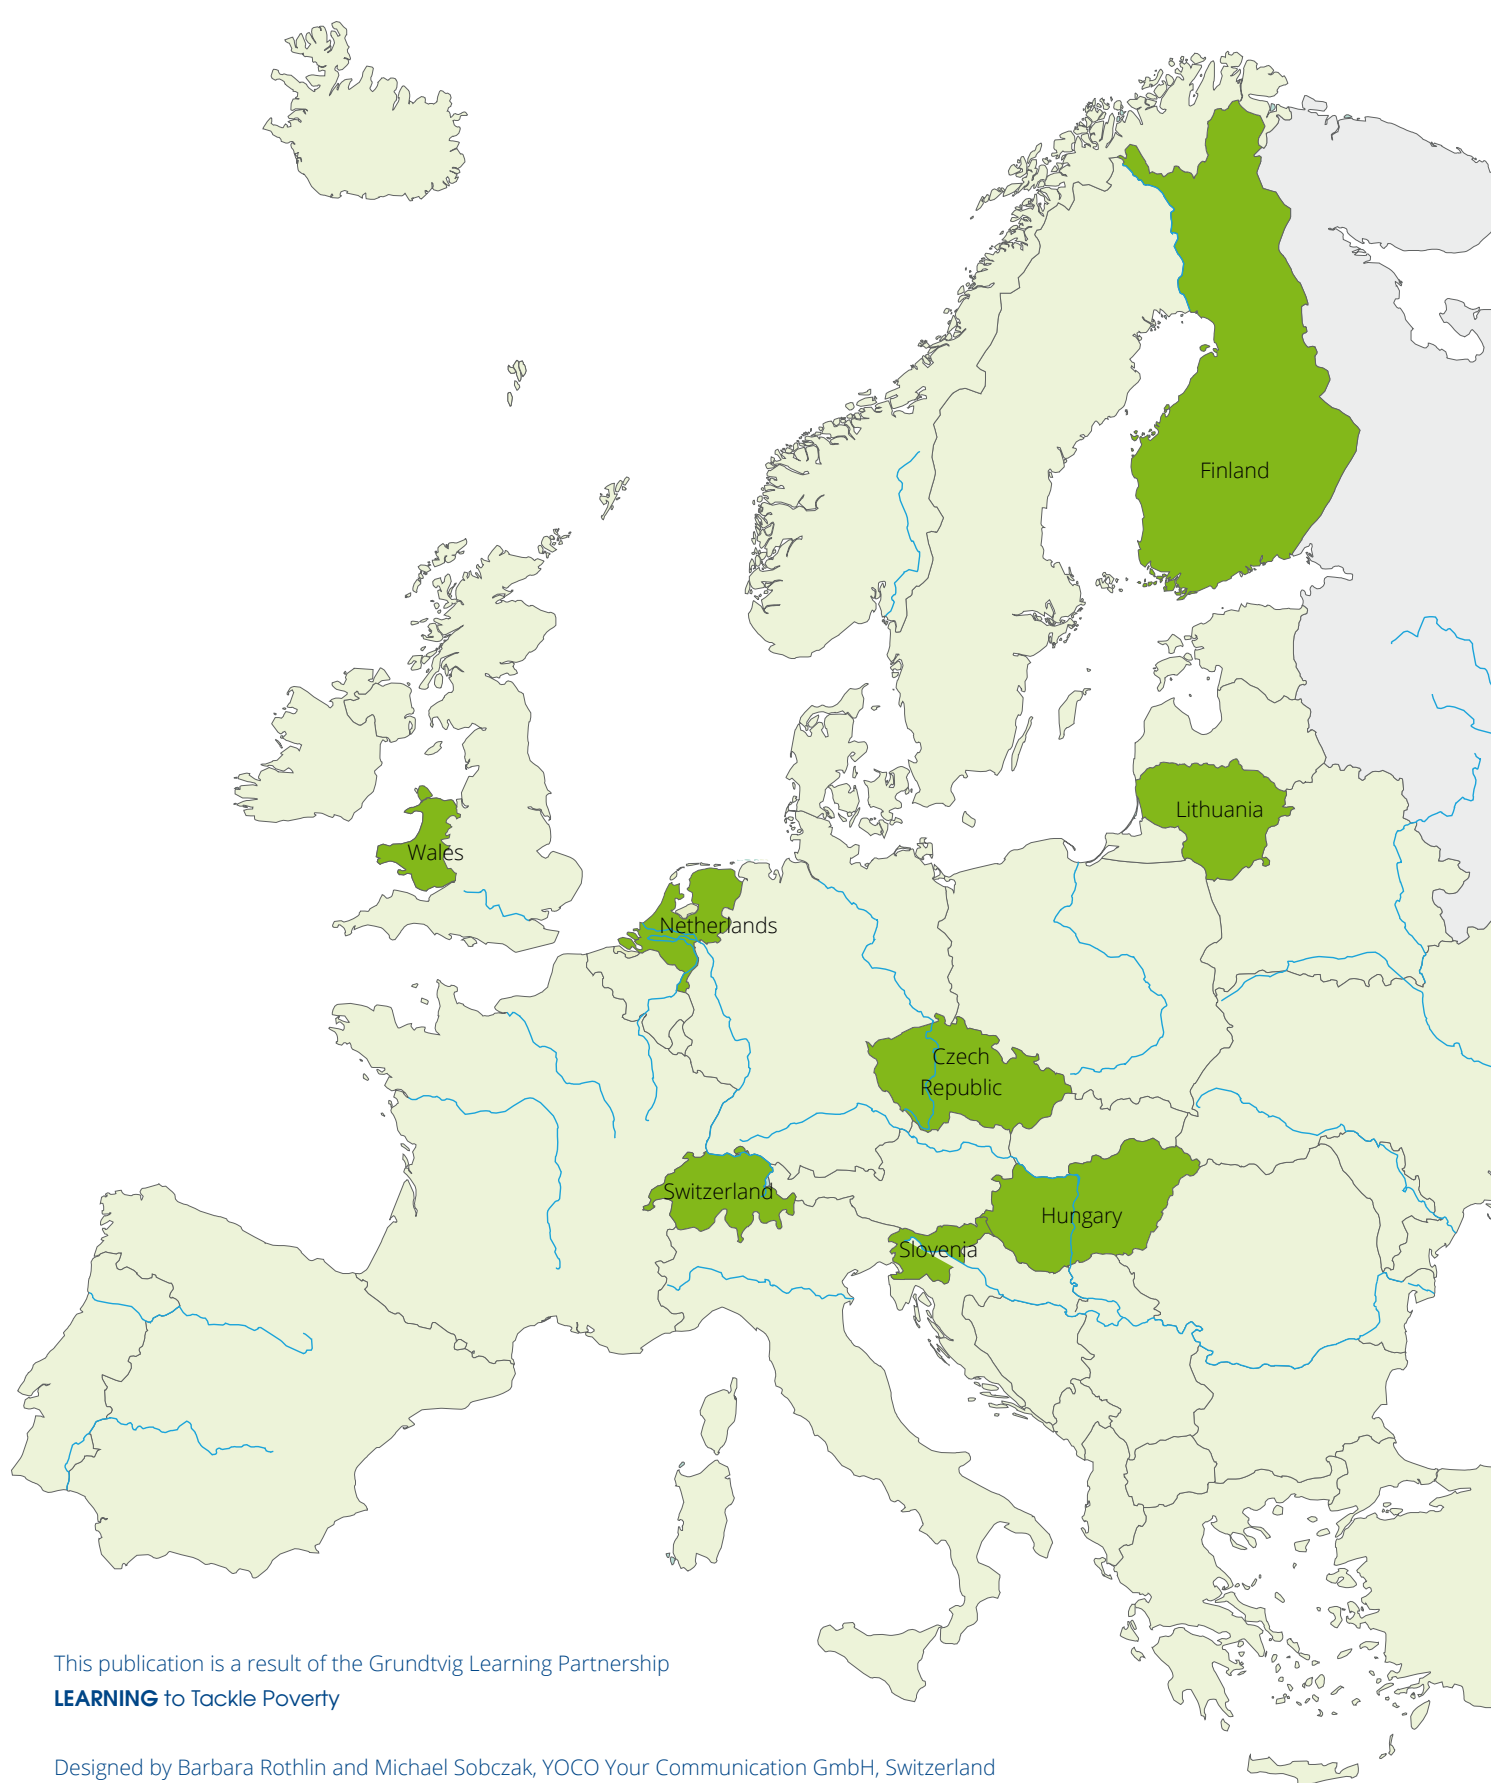 Finland
Lithuania
Wales
Netherlands
Czech
Republic
Switzerland
Hungary
Slovenia
This publication is a result of the Grundtvig Learning Partnership
LEARNING to Tackle Poverty
Designed by Barbara Rothlin and Michael Sobczak, YOCO Your Communication GmbH, Switzerland